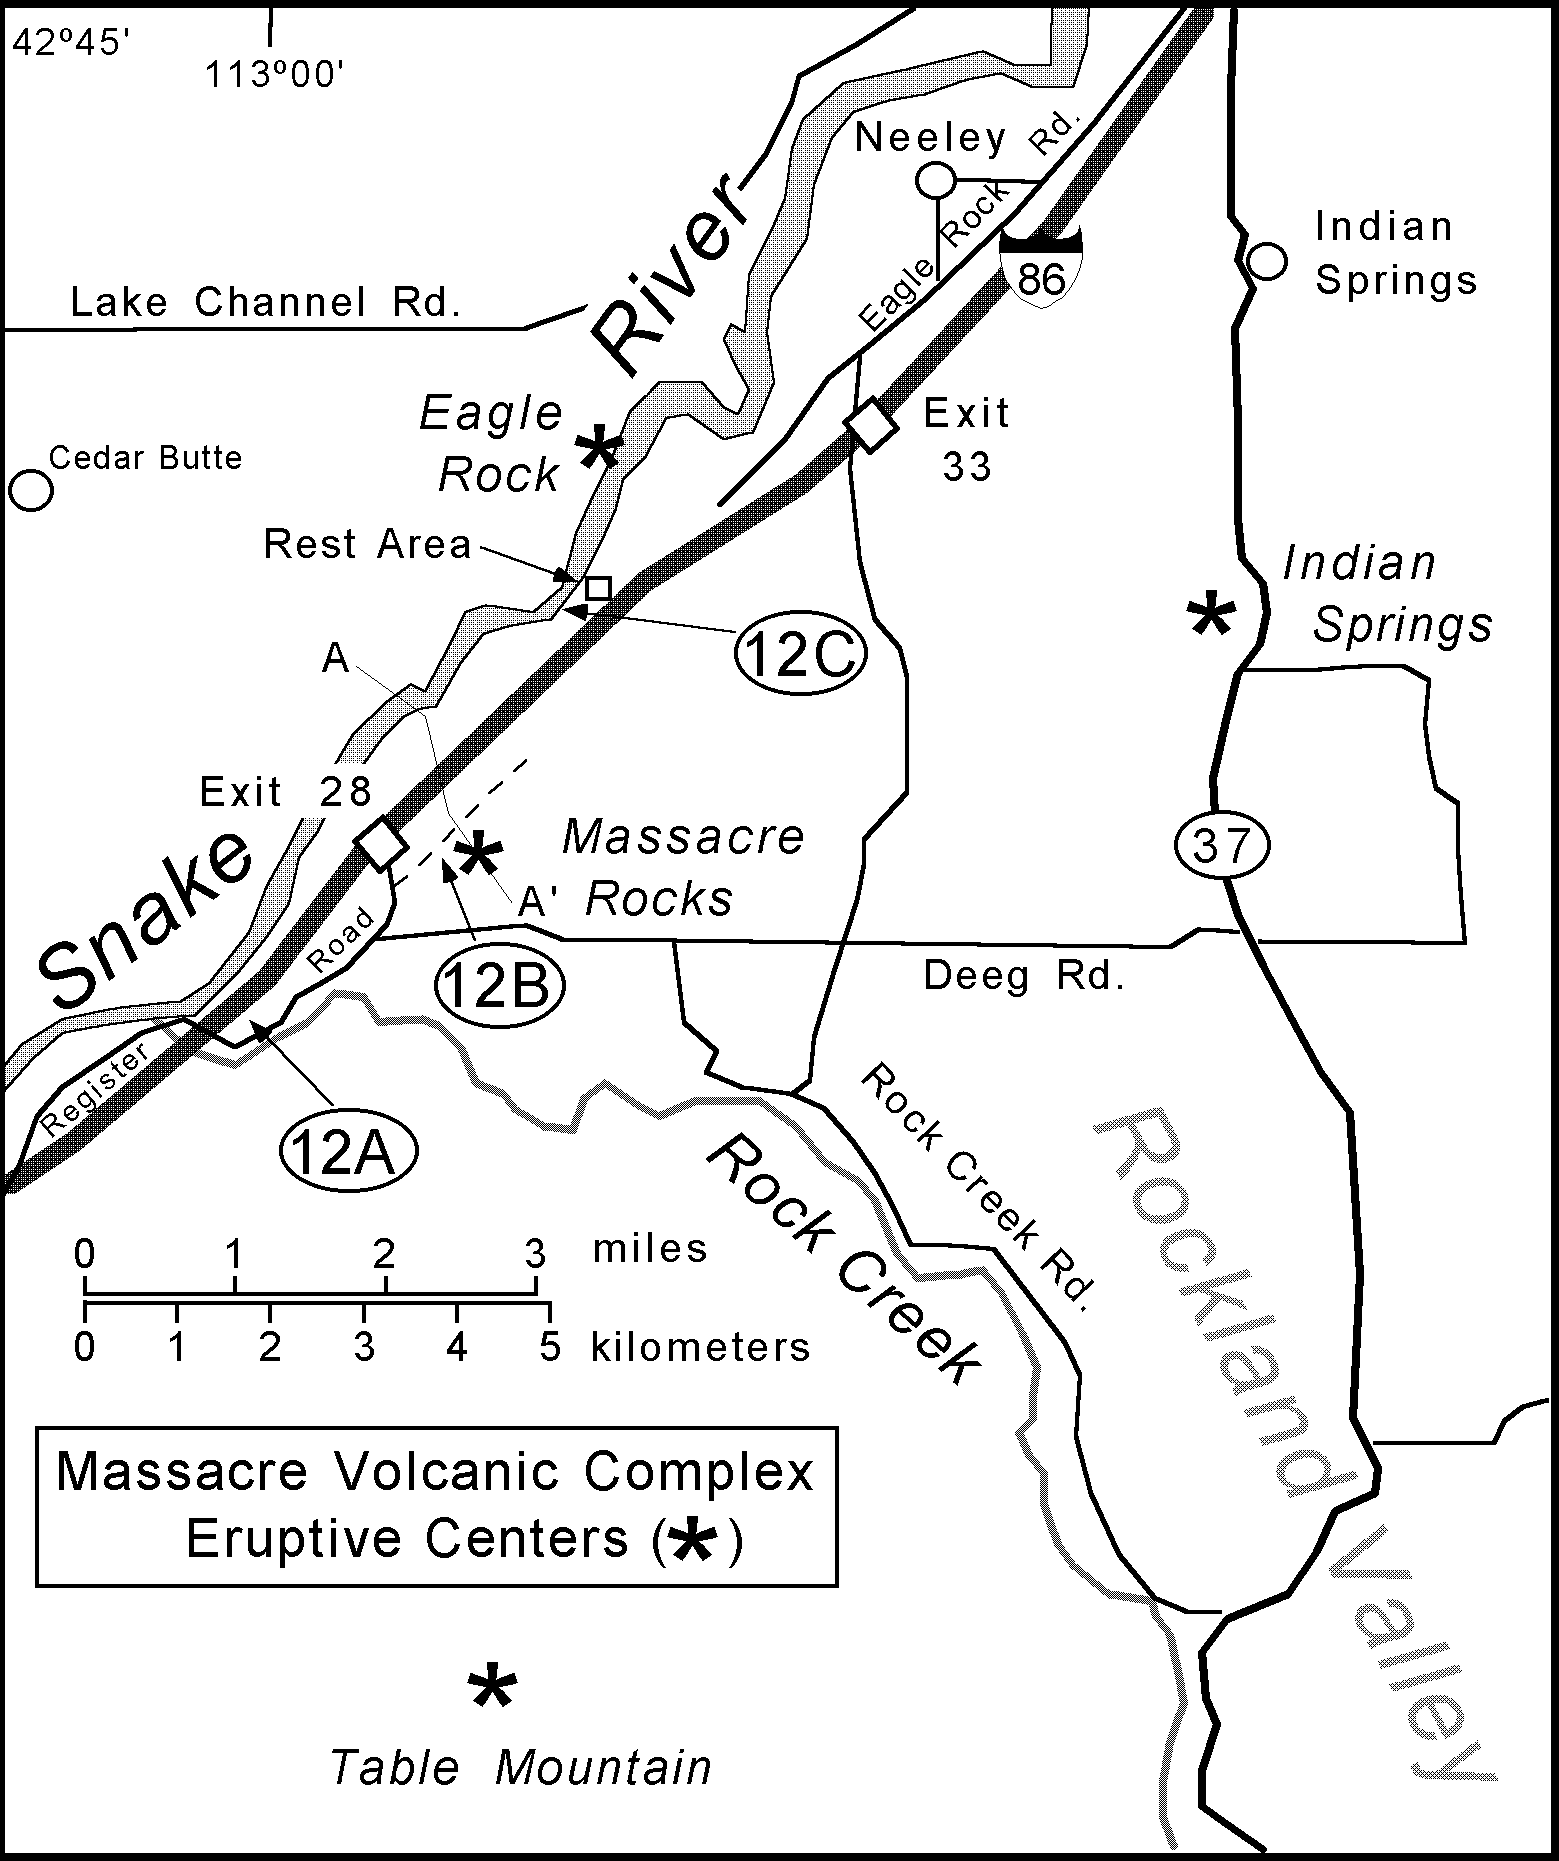 42º45'
113º00'
Neeley
Eagle Rock Rd.
Indian
Springs
86
Lake Channel Rd.
River
Eagle
Rock
Exit
33
Cedar Butte
Rest Area
Indian
Springs
12C
A
Exit 28
Massacre
Rocks
A'
37
Snake
Road
12B
Deeg Rd.
Register
12A
Rock Creek Rd.
Rock Creek
Rockland
Valley
0 1 2 3 miles
0 1 2 3 4 5 kilometers
Massacre Volcanic Complex
Eruptive Centers (*)
*
Table Mountain